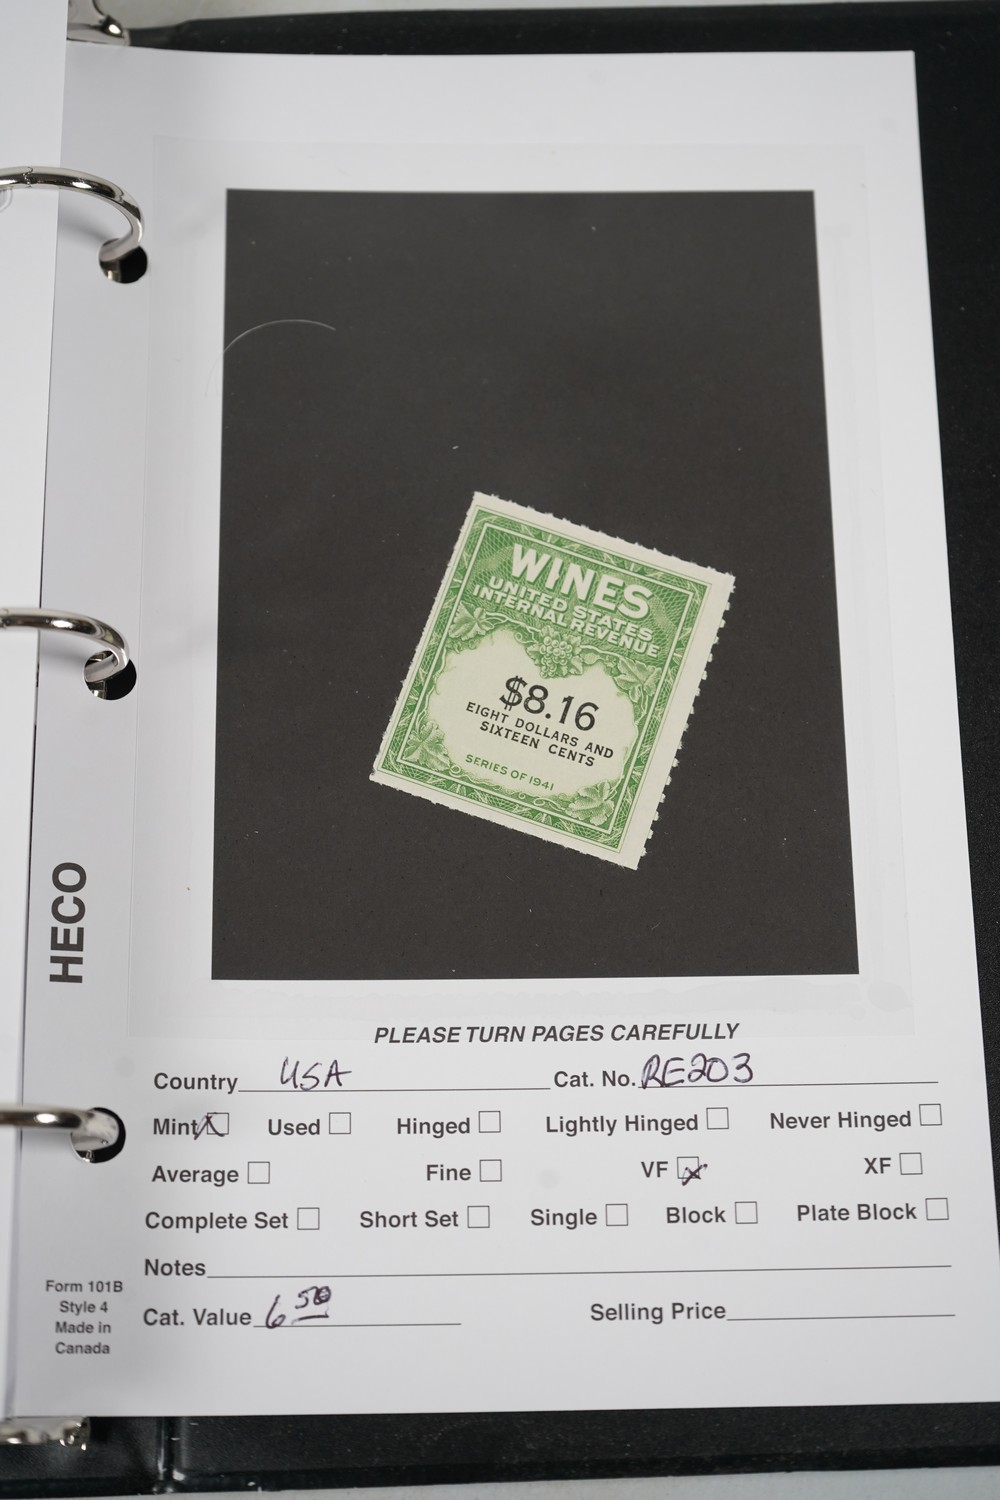 WINES
UNITED STATES
INTERNAL REVENUE
$8.16
EIGHT DOLLARS AND
SIXTEEN CENTS
SERIES OF 1941
HECO
PLEASE TURN PAGES CAREFULLY
Country USA Cat. No. RE203
Mint Used Hinged Lightly Hinged Never Hinged
Average Fine VF XF
Complete Set Short Set Single Block Plate Block
Notes
Cat. Value 6 50 Selling Price
Form 101B
Style 4
Made in
Canada